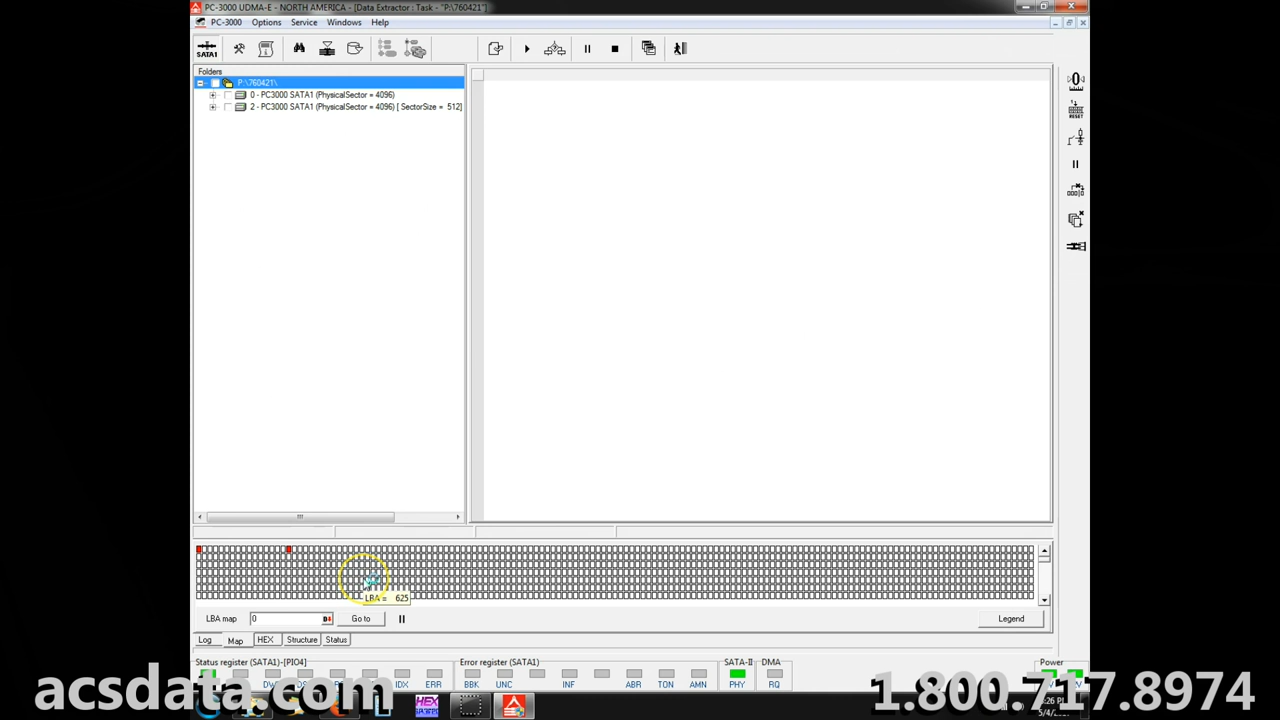 PC-3000 UDMA-E - NORTH AMERICA - [Data Extractor : Task - "P:\760421"]
PC-3000 Options Service Windows Help
SATA1
Folders
P:\760421\
0 - PC3000 SATA1 (PhysicalSector = 4096)
2 - PC3000 SATA1 (PhysicalSector = 4096) [ SectorSize = 512]
RESET
LBA = 625
LBA map 0 Go to Legend
Log Map HEX Structure Status
Status register (SATA1)-[PIO4] Error register (SATA1) SATA-II DMA Power
IDX ERR BBK UNC INF ABR TON AMN PHY RQ
HEX
acsdata.com 1.800.717.8974